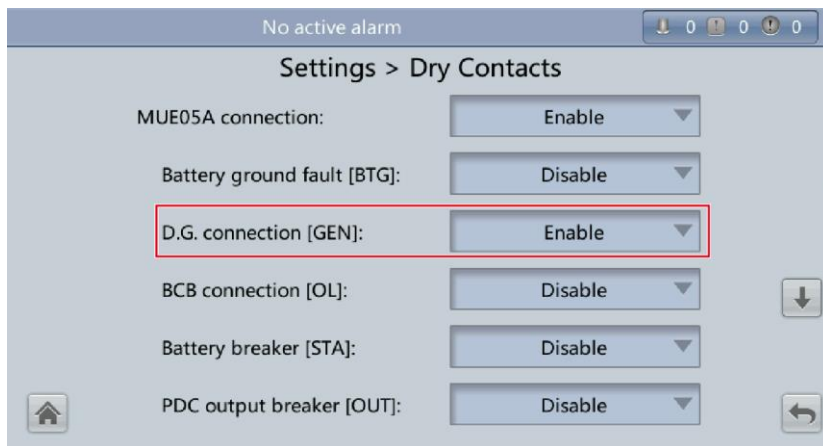 No active alarm 0 0 0
Settings > Dry Contacts
MUE05A connection: Enable
Battery ground fault [BTG]: Disable
D.G. connection [GEN]: Enable
BCB connection [OL]: Disable
Battery breaker [STA]: Disable
PDC output breaker [OUT]: Disable